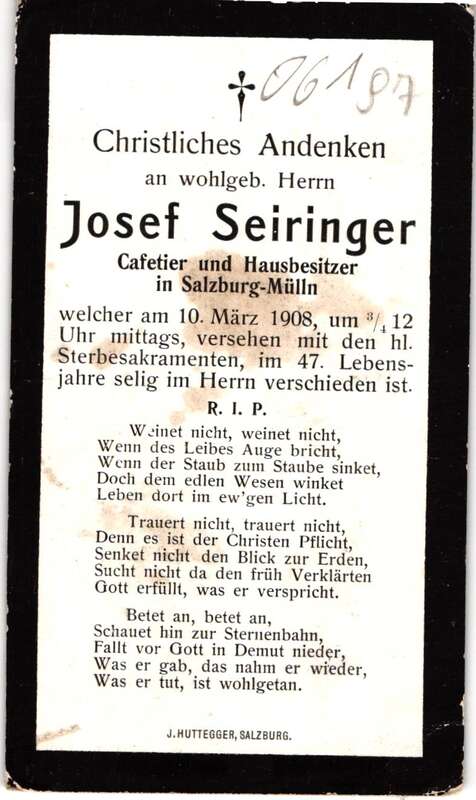 06197
Christliches Andenken
an wohlgeb. Herrn
Josef Seiringer
Cafetier und Hausbesitzer
in Salzburg-Mülln
welcher am 10. März 1908, um ¾ 12
Uhr mittags, versehen mit den hl.
Sterbesakramenten, im 47. Lebens-
jahre selig im Herrn verschieden ist.
R. I. P.
Weinet nicht, weinet nicht,
Wenn des Leibes Auge bricht,
Wenn der Staub zum Staube sinket,
Doch dem edlen Wesen winket
Leben dort im ew'gen Licht.
Trauert nicht, trauert nicht,
Denn es ist der Christen Pflicht,
Senket nicht den Blick zur Erden,
Sucht nicht da den früh Verklärten
Gott erfüllt, was er verspricht.
Betet an, betet an,
Schauet hin zur Sternenbahn,
Fallt vor Gott in Demut nieder,
Was er gab, das nahm er wieder,
Was er tut, ist wohlgetan.
J. HUTTEGGER, SALZBURG.